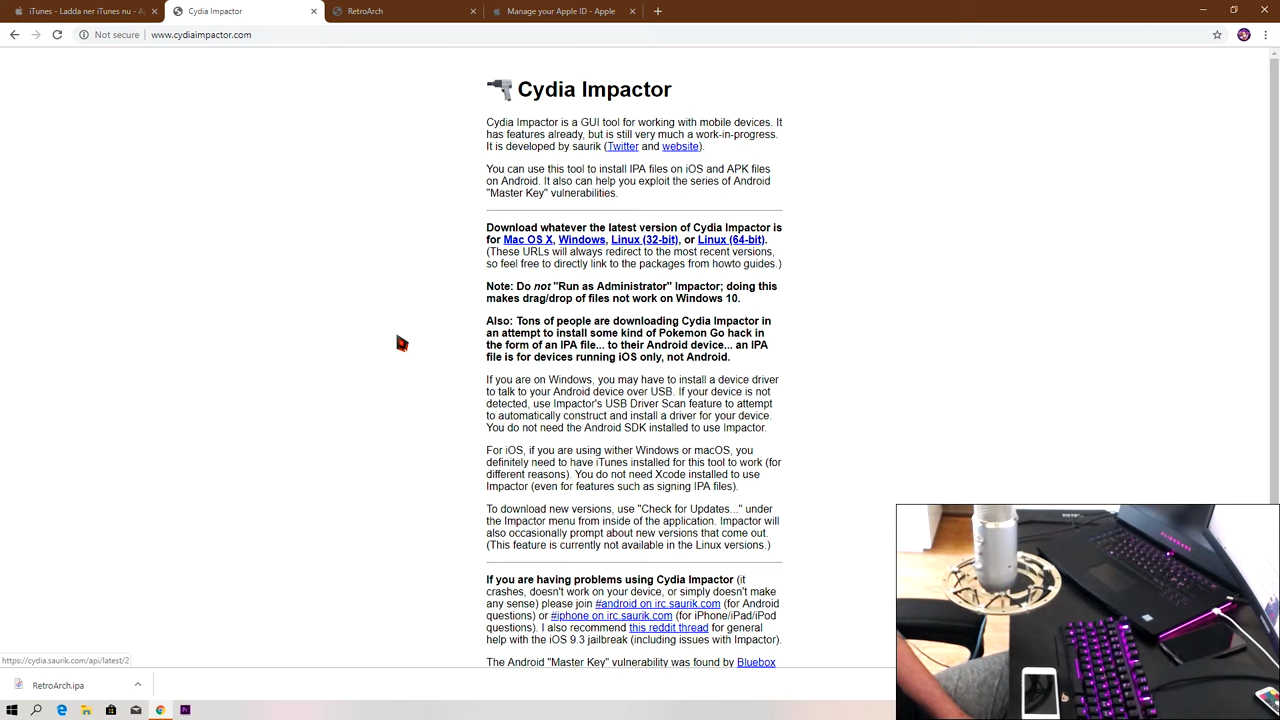 iTunes - Ladda ner iTunes nu - A
Cydia Impactor
RetroArch
Manage your Apple ID - Apple
Not secure
www.cydiaimpactor.com
Cydia Impactor
Cydia Impactor is a GUI tool for working with mobile devices. It
has features already, but is still very much a work-in-progress.
It is developed by saurik (Twitter and website).
You can use this tool to install IPA files on iOS and APK files
on Android. It also can help you exploit the series of Android
"Master Key" vulnerabilities.
Download whatever the latest version of Cydia Impactor is
for Mac OS X, Windows, Linux (32-bit), or Linux (64-bit).
(These URLs will always redirect to the most recent versions,
so feel free to directly link to the packages from howto guides.)
Note: Do not "Run as Administrator" Impactor; doing this
makes drag/drop of files not work on Windows 10.
Also: Tons of people are downloading Cydia Impactor in
an attempt to install some kind of Pokemon Go hack in
the form of an IPA file... to their Android device... an IPA
file is for devices running iOS only, not Android.
If you are on Windows, you may have to install a device driver
to talk to your Android device over USB. If your device is not
detected, use Impactor's USB Driver Scan feature to attempt
to automatically construct and install a driver for your device.
You do not need the Android SDK installed to use Impactor.
For iOS, if you are using wither Windows or macOS, you
definitely need to have iTunes installed for this tool to work (for
different reasons). You do not need Xcode installed to use
Impactor (even for features such as signing IPA files).
To download new versions, use "Check for Updates..." under
the Impactor menu from inside of the application. Impactor will
also occasionally prompt about new versions that come out.
(This feature is currently not available in the Linux versions.)
If you are having problems using Cydia Impactor (it
crashes, doesn't work on your device, or simply doesn't make
any sense) please join #android on irc.saurik.com (for Android
questions) or #iphone on irc.saurik.com (for iPhone/iPad/iPod
questions). I also recommend this reddit thread for general
help with the iOS 9.3 jailbreak (including issues with Impactor).
The Android "Master Key" vulnerability was found by Bluebox
https://cydia.saurik.com/api/latest/2
RetroArch.ipa
Pr